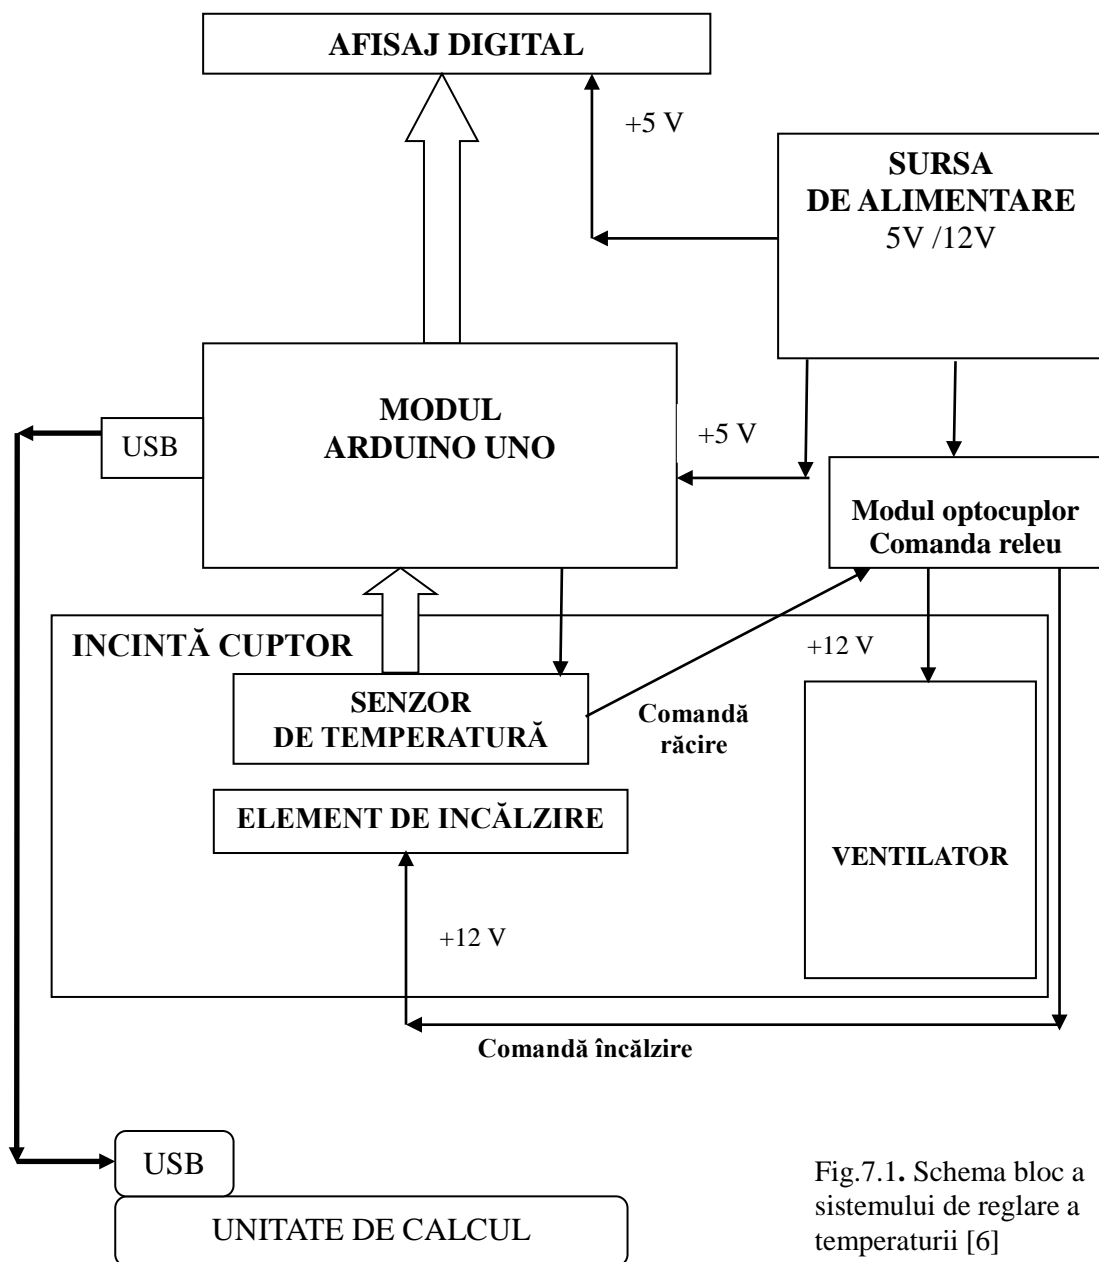 AFISAJ DIGITAL
+5 V
SURSA
DE ALIMENTARE
5V /12V
MODUL
ARDUINO UNO
USB
+5 V
Modul optocuplor
Comanda releu
INCINTĂ CUPTOR
+12 V
SENZOR
DE TEMPERATURĂ
Comandă
răcire
ELEMENT DE INCĂLZIRE
VENTILATOR
+12 V
Comandă încălzire
USB
UNITATE DE CALCUL
Fig.7.1. Schema bloc a
sistemului de reglare a
temperaturii [6]